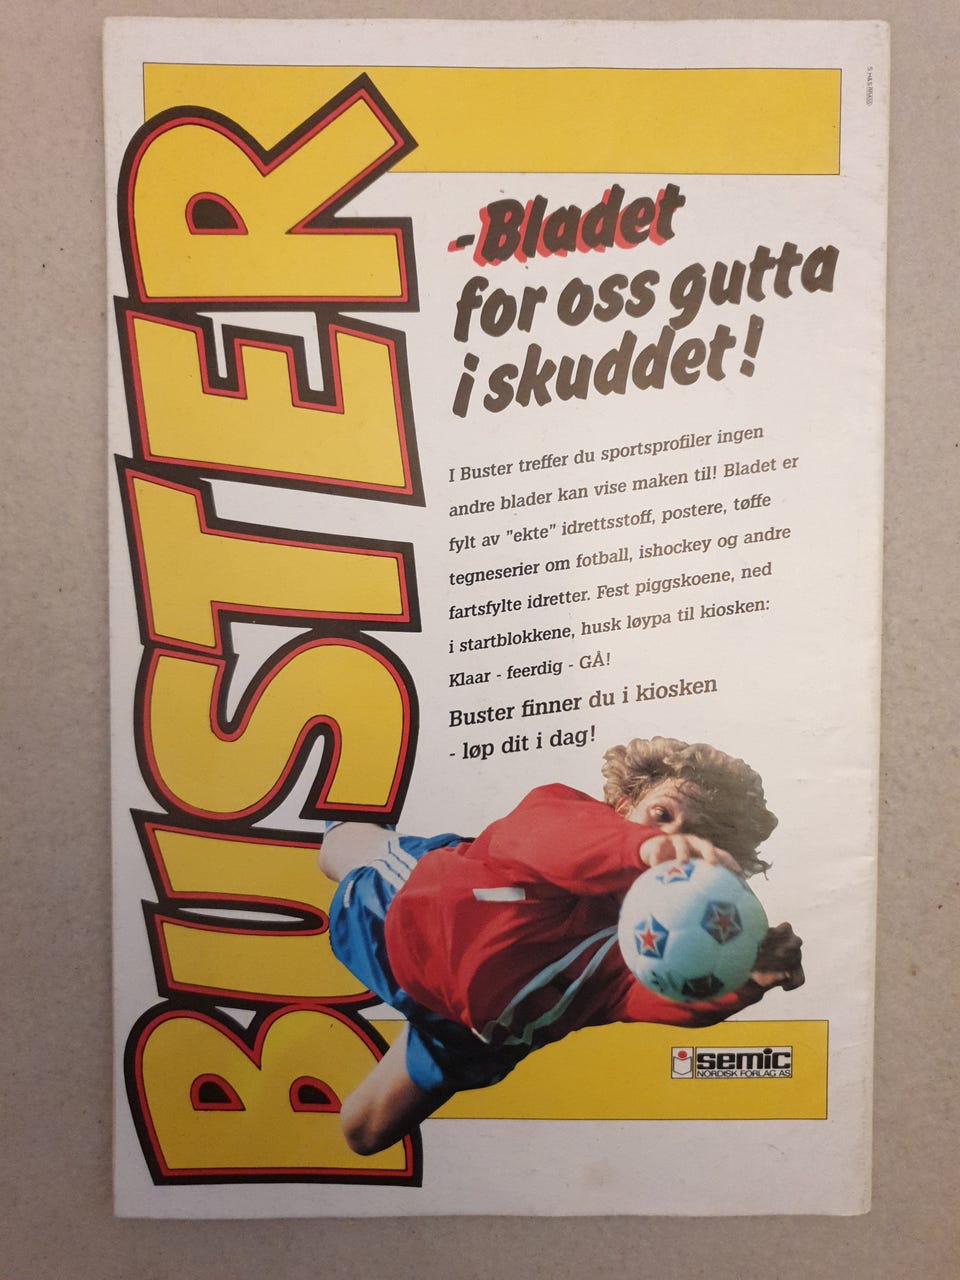 BUSTER
-Bladet
for oss gutta
i skuddet!
I Buster treffer du sportsprofiler ingen
andre blader kan vise maken til! Bladet er
fylt av "ekte" idrettsstoff, postere, tøffe
tegneserier om fotball, ishockey og andre
fartsfylte idretter. Fest piggskoene, ned
i startblokkene, husk løypa til kiosken:
Klaar - feerdig - GÅ!
Buster finner du i kiosken
- løp dit i dag!
semic
NORDISK FORLAG AS